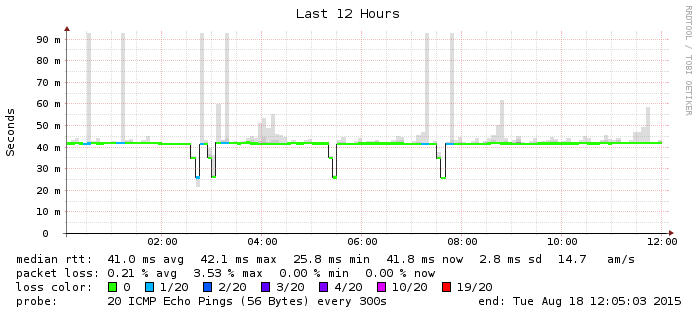 Last 12 Hours
RRDTOOL / TOBI OETIKER
Seconds
90 m
80 m
70 m
60 m
50 m
40 m
30 m
20 m
10 m
0
02:00 04:00 06:00 08:00 10:00 12:00
median rtt: 41.0 ms avg 42.1 ms max 25.8 ms min 41.8 ms now 2.8 ms sd 14.7 am/s
packet loss: 0.21 % avg 3.53 % max 0.00 % min 0.00 % now
loss color: 0 1/20 2/20 3/20 4/20 10/20 19/20
probe: 20 ICMP Echo Pings (56 Bytes) every 300s end: Tue Aug 18 12:05:03 2015